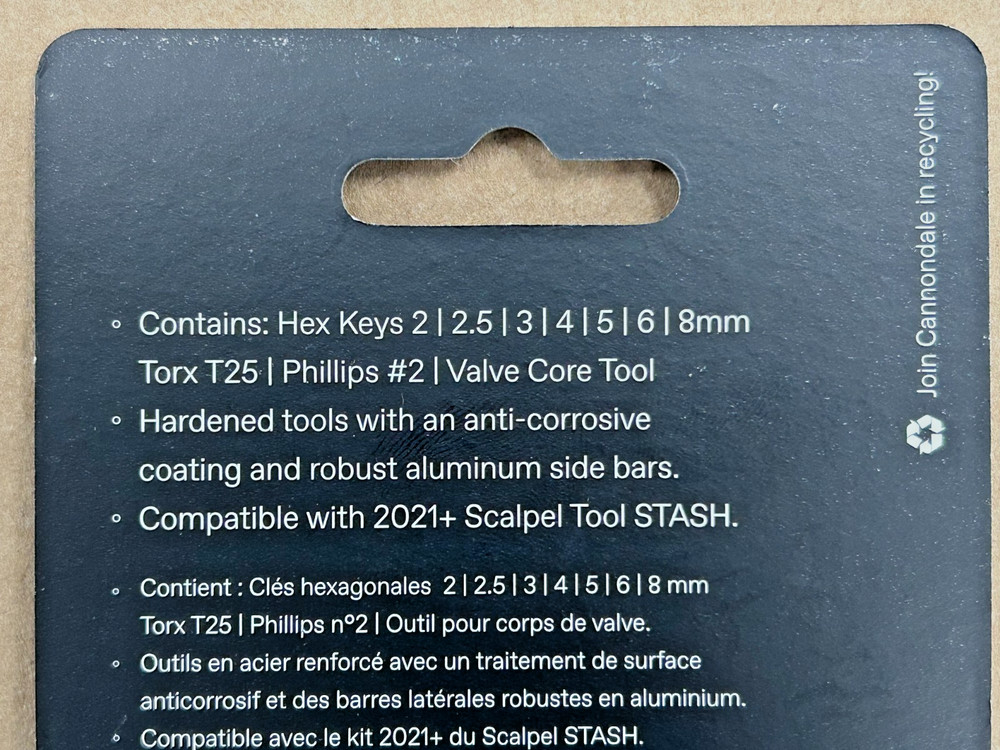 Contains: Hex Keys 2 | 2.5 | 3 | 4 | 5 | 6 | 8mm
Torx T25 | Phillips #2 | Valve Core Tool
Hardened tools with an anti-corrosive
coating and robust aluminum side bars.
Compatible with 2021+ Scalpel Tool STASH.
Contient : Clés hexagonales 2 | 2.5 | 3 | 4 | 5 | 6 | 8 mm
Torx T25 | Phillips nº2 | Outil pour corps de valve.
Outils en acier renforcé avec un traitement de surface
anticorrosif et des barres latérales robustes en aluminium.
Compatible avec le kit 2021+ du Scalpel STASH.
Join Cannondale in recycling!